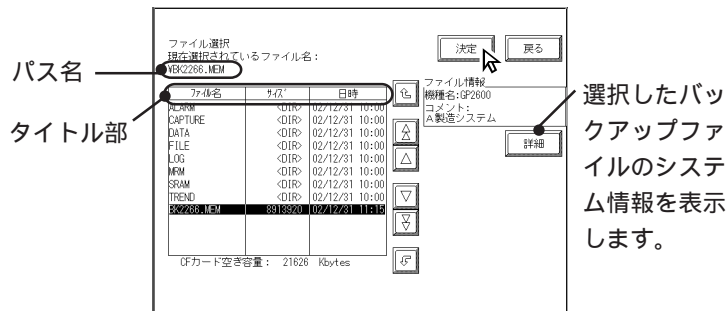 ファイル選択
現在選択されているファイル名：
¥BK2266.MEM
決定
戻る
パス名
タイトル部
ファイル名 サイズ 日時
ALARM <DIR> 02/12/31 10:00
CAPTURE <DIR> 02/12/31 10:00
DATA <DIR> 02/12/31 10:00
FILE <DIR> 02/12/31 10:00
LOG <DIR> 02/12/31 10:00
MRM <DIR> 02/12/31 10:00
SRAM <DIR> 02/12/31 10:00
TREND <DIR> 02/12/31 10:00
BK2266.MEM 8913920 02/12/31 11:15
CFカード空き容量： 21626 Kbytes
ファイル情報
機種名:GP2600
コメント：
A製造システム
詳細
選択したバッ
クアップファ
イルのシステ
ム情報を表示
します。